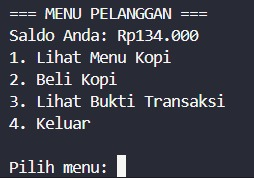 === MENU PELANGGAN ===
Saldo Anda: Rp134.000
1. Lihat Menu Kopi
2. Beli Kopi
3. Lihat Bukti Transaksi
4. Keluar
Pilih menu: